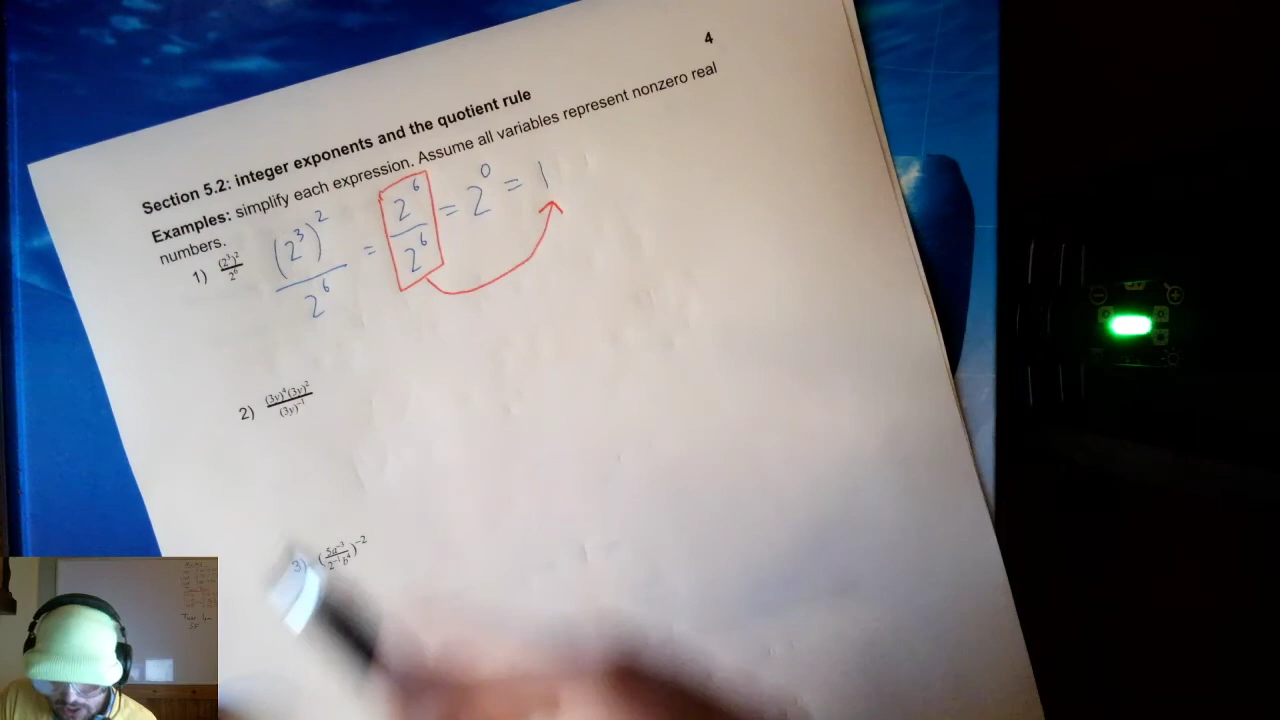 4
Section 5.2: integer exponents and the quotient rule
Examples: simplify each expression. Assume all variables represent nonzero real
numbers.
1) (2³)²/2⁶ (2³)²/2⁶ = 2⁶/2⁶ = 2⁰ = 1
2) (3y)⁴(3y)²/(3y)⁻¹
3) (5a⁻³/2⁻¹b⁴)⁻²